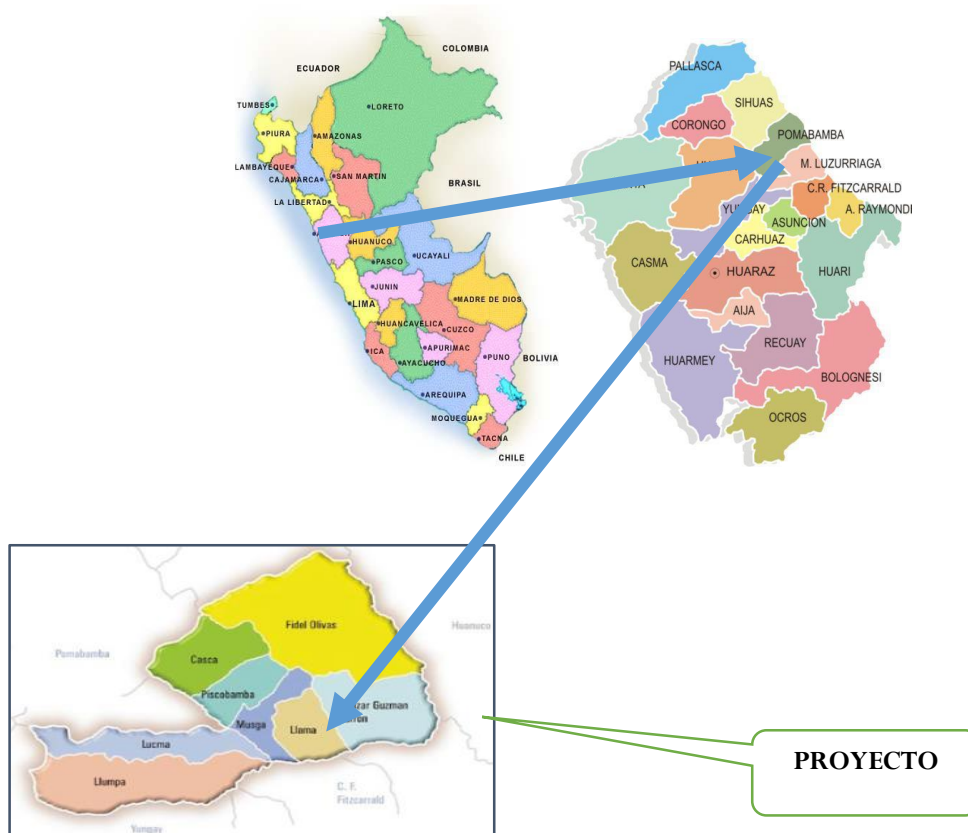 COLOMBIA
ECUADOR
LORETO
TUMBES
PIURA
AMAZONAS
LAMBAYEQUE
CAJAMARCA
SAN MARTIN
BRASIL
LA LIBERTAD
HUANUCO
UCAYALI
PASCO
JUNIN
MADRE DE DIOS
LIMA
HUANCAVELICA
CUZCO
ICA
APURIMAC
PUNO
BOLIVIA
AYACUCHO
AREQUIPA
MOQUEGUA
TACNA
CHILE
PALLASCA
SIHUAS
CORONGO
POMABAMBA
M. LUZURRIAGA
C.R. FITZCARRALD
A. RAYMONDI
ASUNCION
CARHUAZ
CASMA
HUARAZ
HUARI
AIJA
RECUAY
HUARMEY
BOLOGNESI
OCROS
Fidel Olivas
Huanuco
Pomabamba
Casca
Piscobamba
Guzman
Musga
Llama
Lucma
Llumpa
C. F.
Fitzcarrald
Yungay
PROYECTO